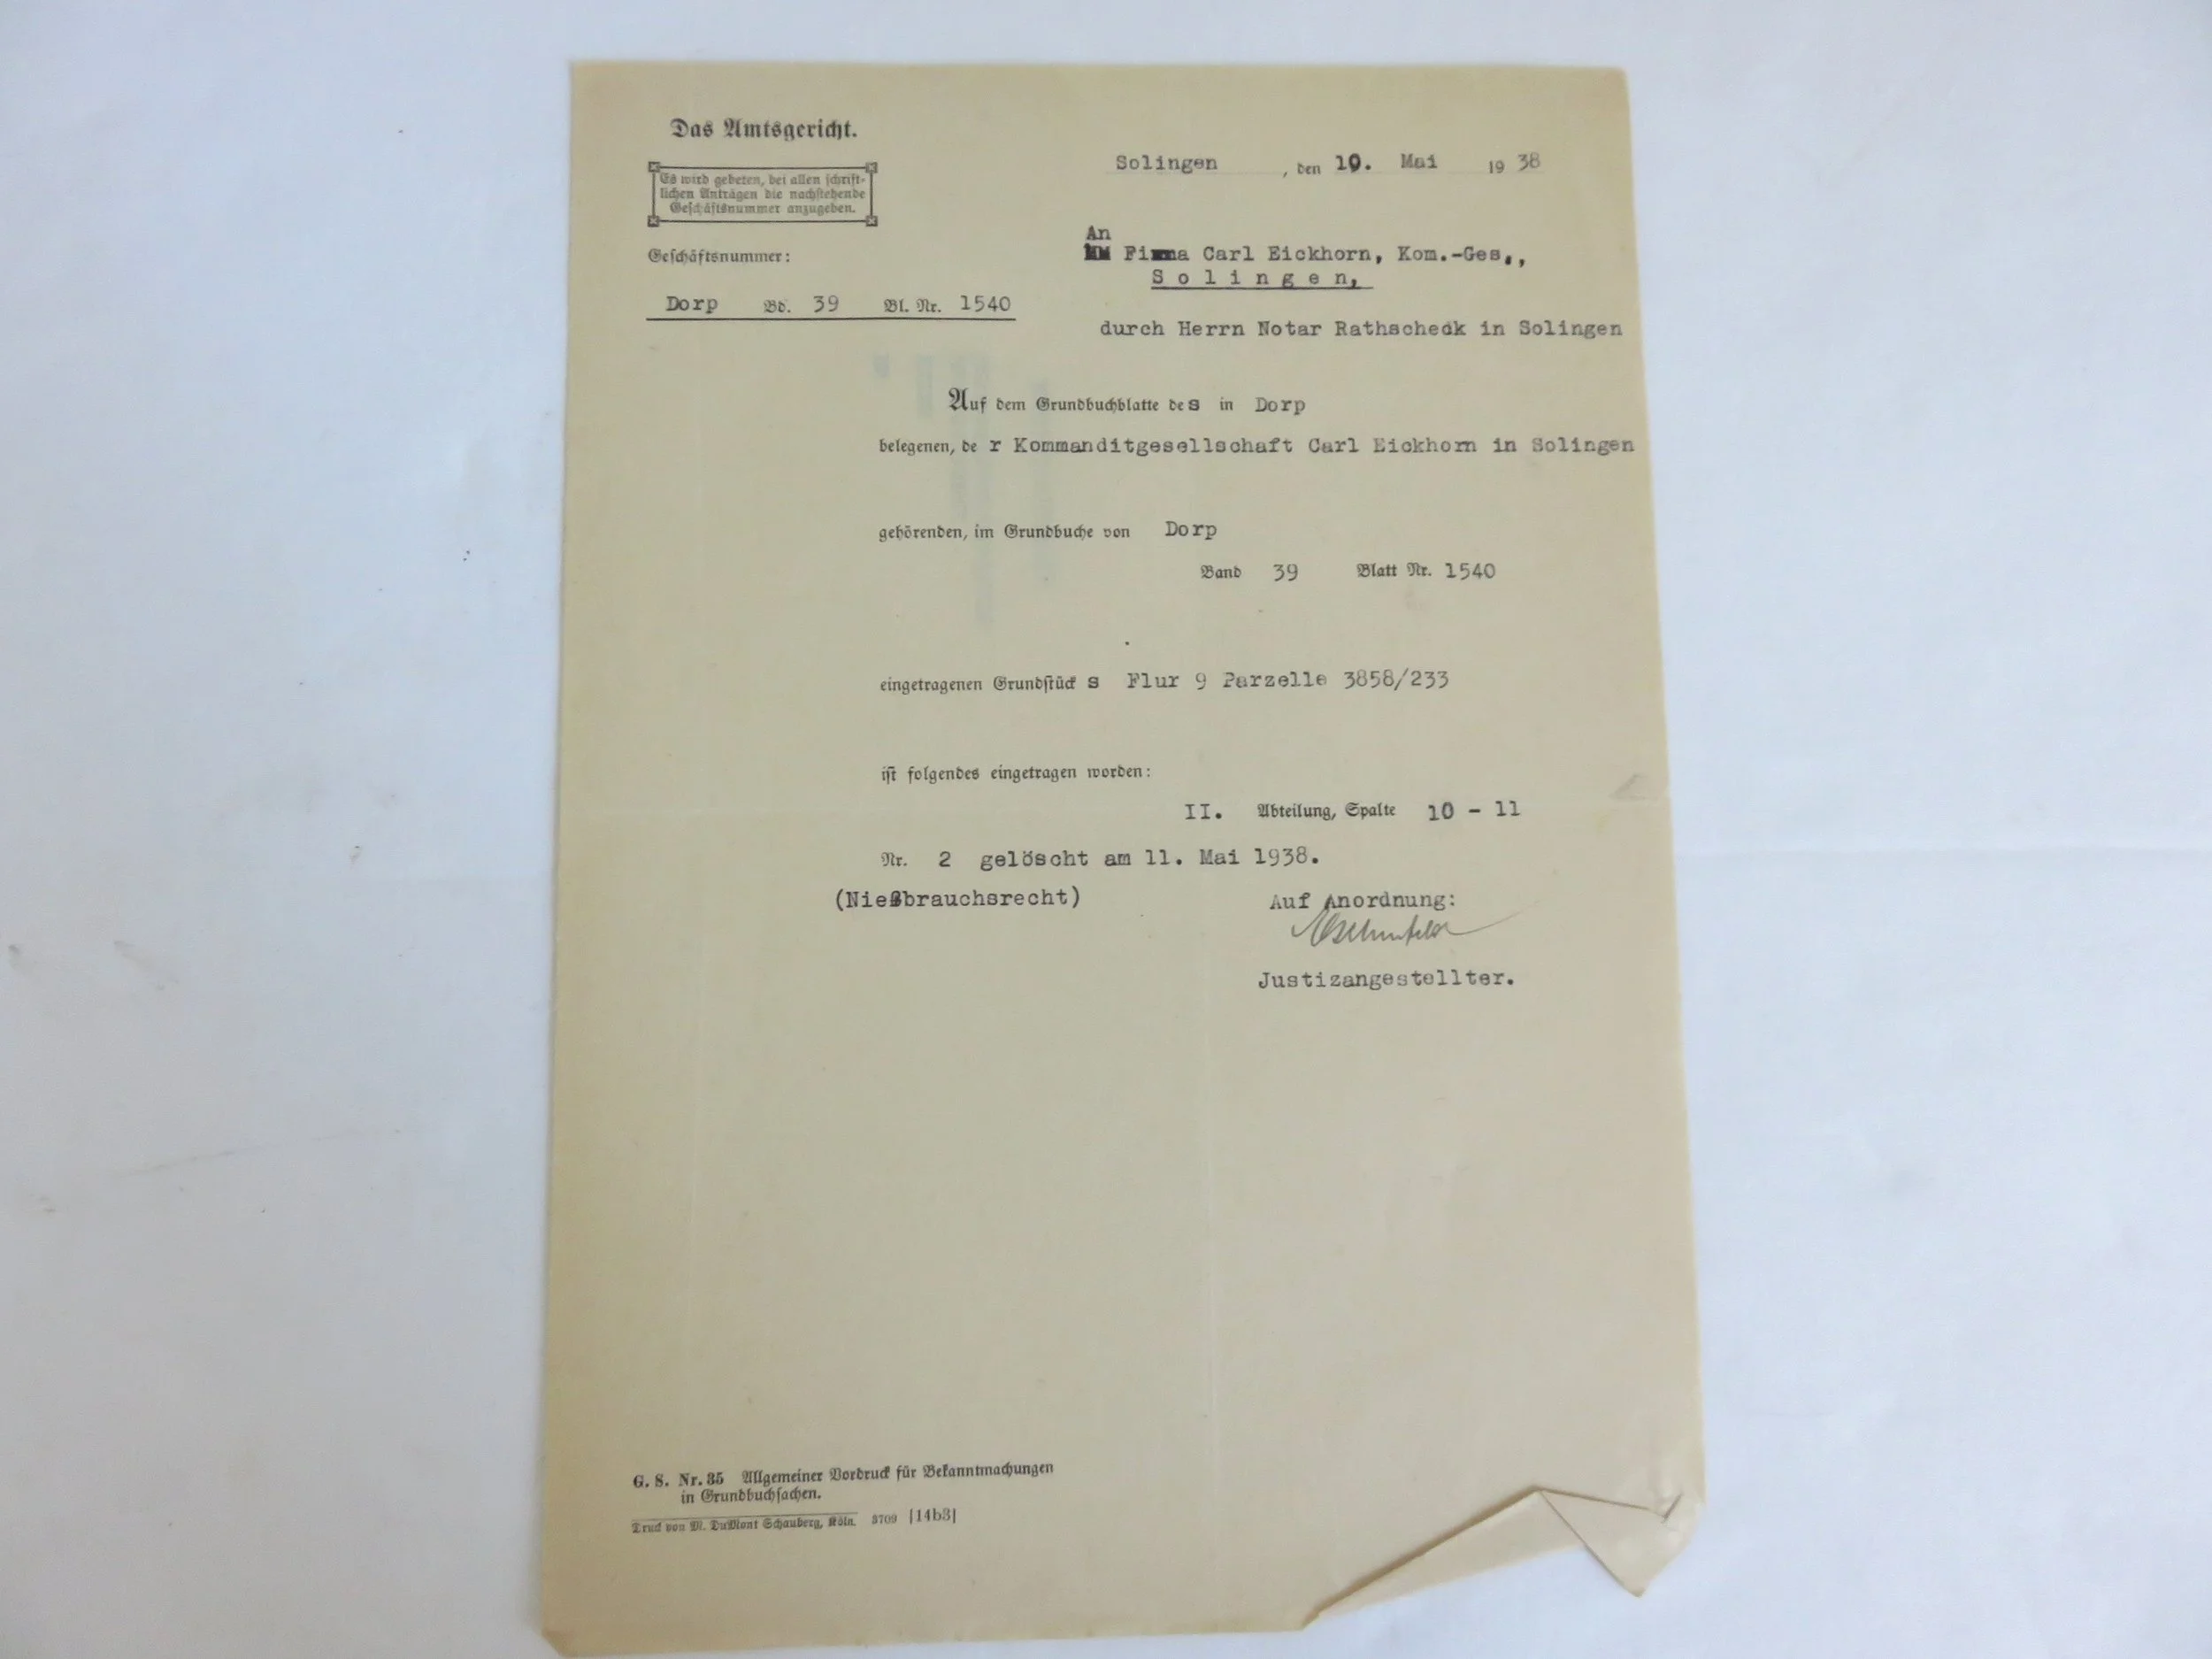 Das Amtsgericht.
Es wird gebeten, bei allen schrift-
lichen Anträgen die nachstehende
Geschäftsnummer anzugeben.
Geschäftsnummer:
Dorp Bd. 39 Bl. Nr. 1540
Solingen , den 10. Mai 1938
An
Firma Carl Eickhorn, Kom.-Ges.,
Solingen,
durch Herrn Notar Rathscheck in Solingen
Auf dem Grundbuchblatte des in Dorp
belegenen, der Kommanditgesellschaft Carl Eickhorn in Solingen
gehörenden, im Grundbuche von Dorp
Band 39 Blatt Nr. 1540
eingetragenen Grundstücks Flur 9 Parzelle 3858/233
ist folgendes eingetragen worden:
II. Abteilung, Spalte 10 - 11
Nr. 2 gelöscht am 11. Mai 1938.
(Nießbrauchsrecht)
Auf Anordnung:
Justizangestellter.
G. S. Nr. 35 Allgemeiner Vordruck für Bekanntmachungen
in Grundbuchsachen.
Druck von M. DuMont Schauberg, Köln. 3709 [14b3]